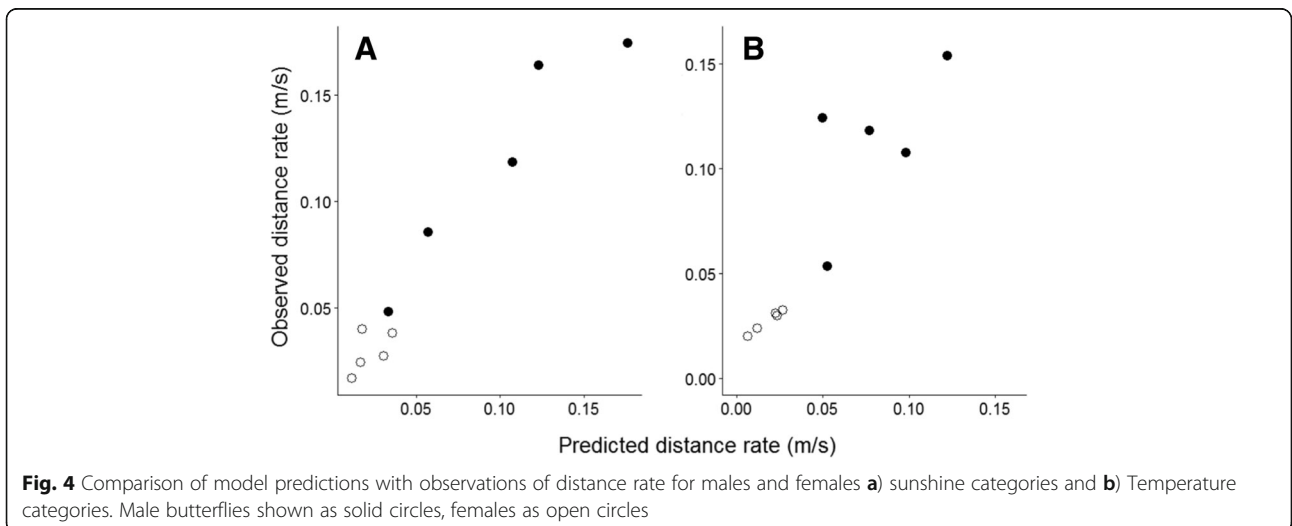 A
B
Observed distance rate (m/s)
0.15
0.10
0.05
0.05
0.10
0.15
0.15
0.10
0.05
0.00
0.00
0.05
0.10
0.15
Predicted distance rate (m/s)
Fig. 4 Comparison of model predictions with observations of distance rate for males and females a) sunshine categories and b) Temperature
categories. Male butterflies shown as solid circles, females as open circles